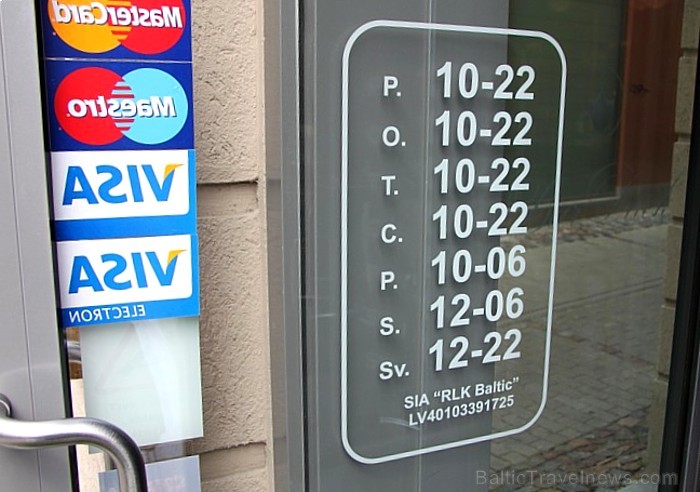 MasterCard
Maestro
VISA
VISA
ELECTRON
P. 10-22
O. 10-22
T. 10-22
C. 10-22
P. 10-06
S. 12-06
Sv. 12-22
SIA "RLK Baltic"
LV40103391725
BalticTravelnews.com